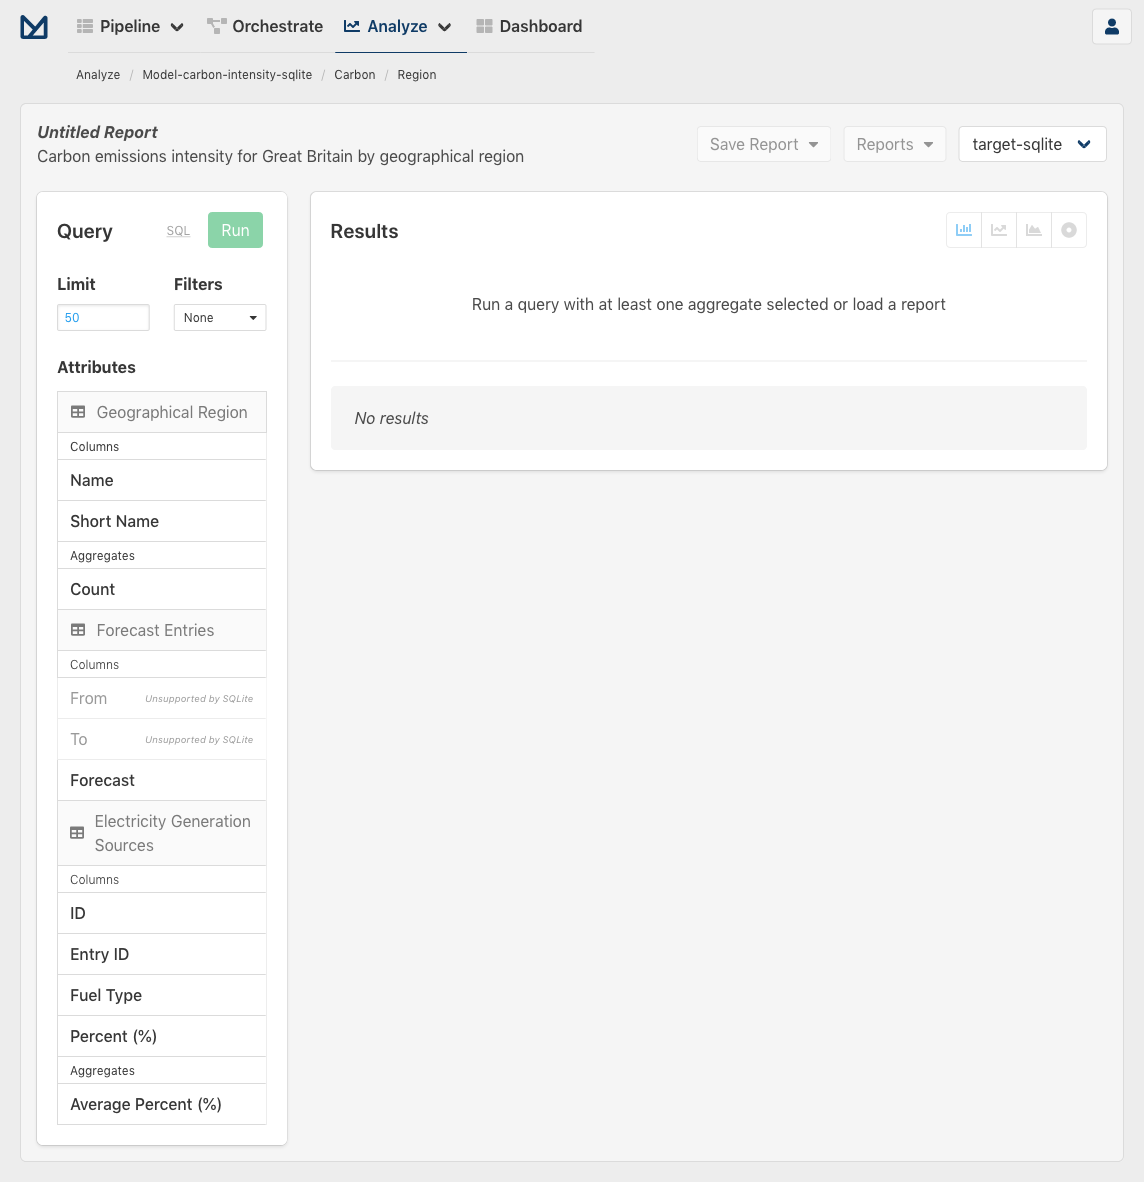 Pipeline Orchestrate Analyze Dashboard
Analyze / Model-carbon-intensity-sqlite / Carbon / Region
Untitled Report
Carbon emissions intensity for Great Britain by geographical region
Save Report Reports target-sqlite
Query SQL Run
Limit Filters
50 None
Attributes
Geographical Region
Columns
Name
Short Name
Aggregates
Count
Forecast Entries
Columns
From Unsupported by SQLite
To Unsupported by SQLite
Forecast
Electricity Generation
Sources
Columns
ID
Entry ID
Fuel Type
Percent (%)
Aggregates
Average Percent (%)
Results
Run a query with at least one aggregate selected or load a report
No results